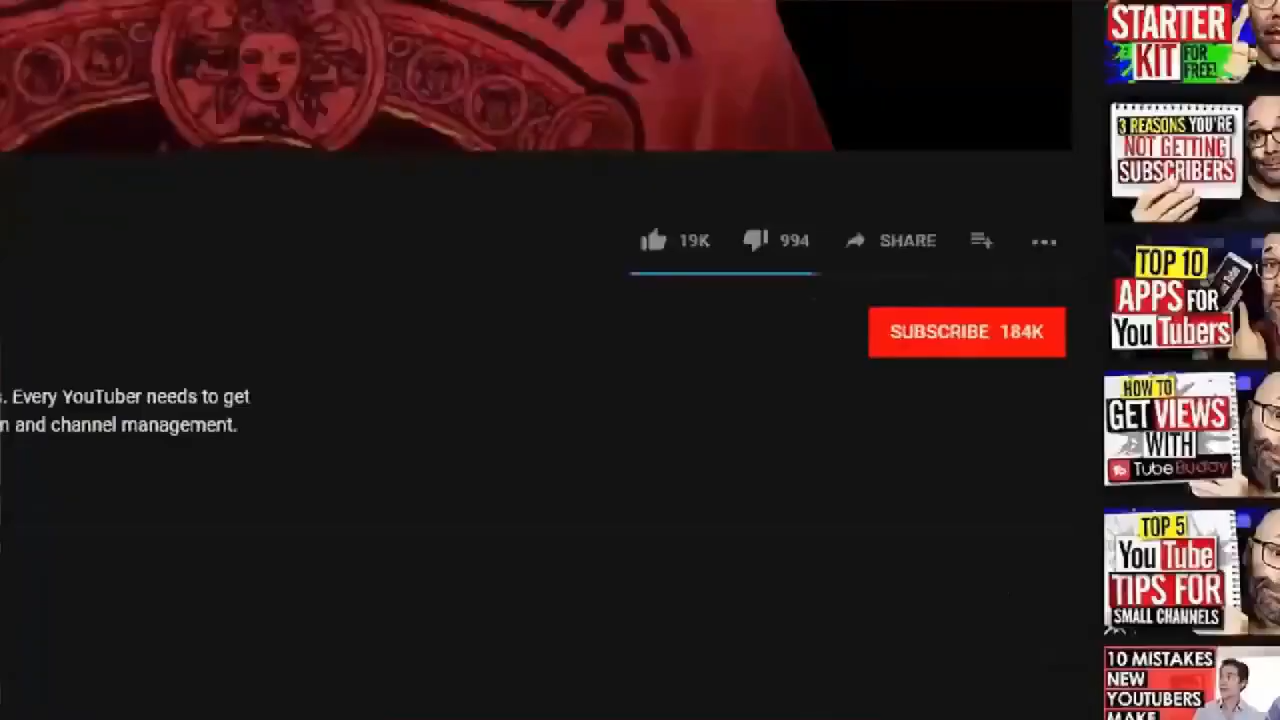 19K
994
SHARE
SUBSCRIBE 184K
. Every YouTuber needs to get
n and channel management.
STARTER
KIT FOR
FREE!
3 REASONS YOU'RE
NOT GETTING
SUBSCRIBERS
TOP 10
APPS FOR
YouTubers
HOW TO
GET VIEWS
WITH
TubeBuddy
TOP 5
YouTube
TIPS FOR
SMALL CHANNELS
10 MISTAKES
NEW
YOUTUBERS
MAKE